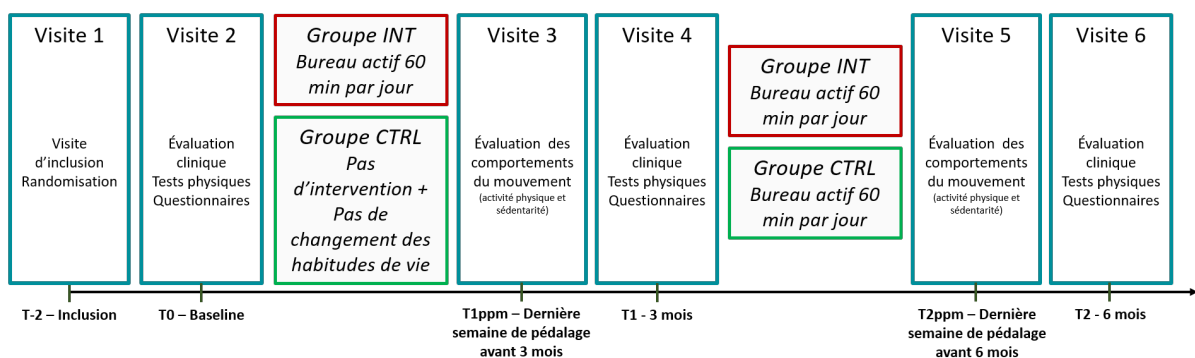 Visite 1
Visite
d’inclusion
Randomisation
Visite 2
Évaluation
clinique
Tests physiques
Questionnaires
Groupe INT
Bureau actif 60
min par jour
Groupe CTRL
Pas
d’intervention +
Pas de
changement des
habitudes de vie
Visite 3
Évaluation des
comportements
du mouvement
(activité physique et
sédentarité)
Visite 4
Évaluation
clinique
Tests physiques
Questionnaires
Groupe INT
Bureau actif 60
min par jour
Groupe CTRL
Bureau actif 60
min par jour
Visite 5
Évaluation des
comportements
du mouvement
(activité physique et
sédentarité)
Visite 6
Évaluation
clinique
Tests physiques
Questionnaires
T-2 – Inclusion
T0 – Baseline
T1ppm – Dernière
semaine de pédalage
avant 3 mois
T1 - 3 mois
T2ppm – Dernière
semaine de pédalage
avant 6 mois
T2 - 6 mois